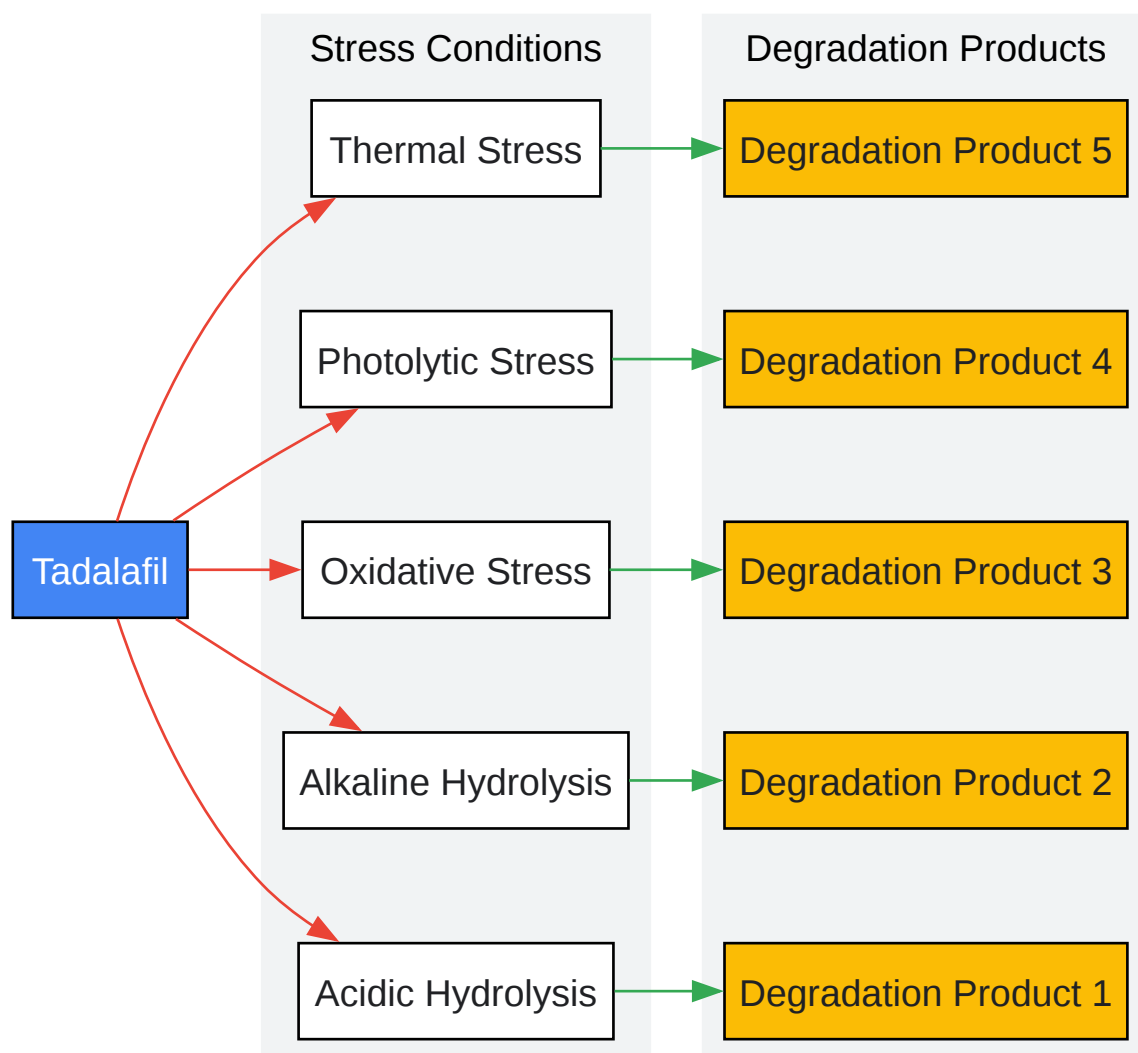 Stress Conditions
Degradation Products
Thermal Stress
Degradation Product 5
Photolytic Stress
Degradation Product 4
Tadalafil
Oxidative Stress
Degradation Product 3
Alkaline Hydrolysis
Degradation Product 2
Acidic Hydrolysis
Degradation Product 1